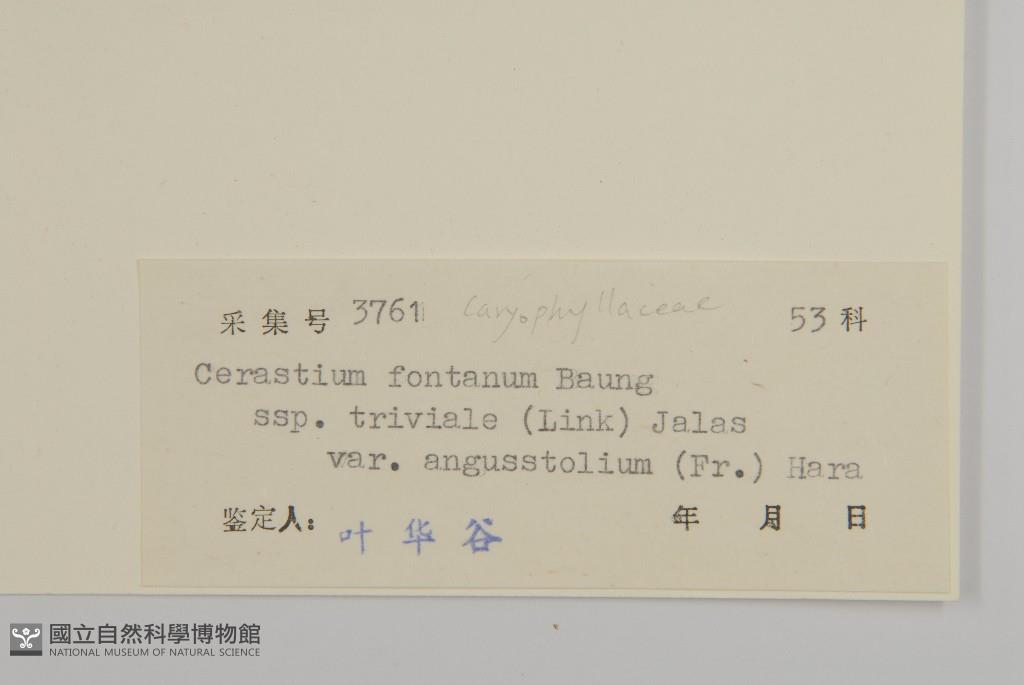 采集号 3761 Caryophyllaceae 53科
Cerastium fontanum Baung
ssp. triviale (Link) Jalas
var. angusstolium (Fr.) Hara
鉴定人: 叶华谷 年 月 日
國立自然科學博物館
NATIONAL MUSEUM OF NATURAL SCIENCE